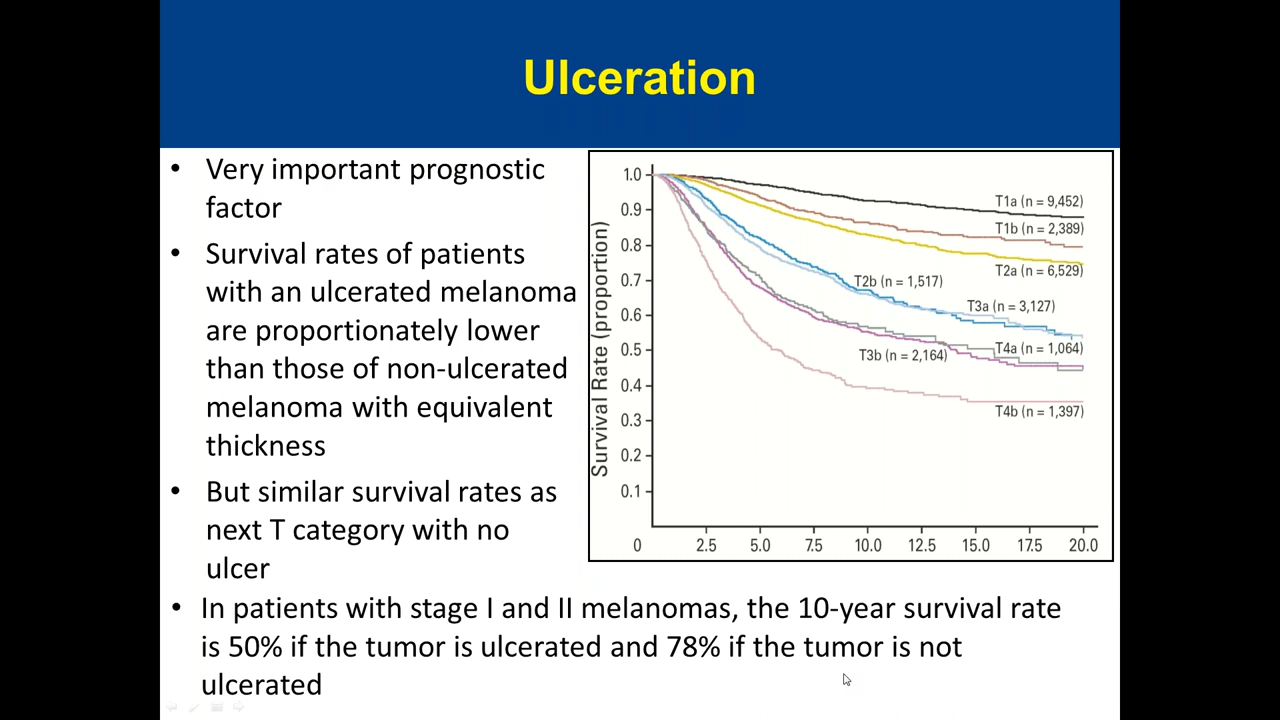 Ulceration
• Very important prognostic
factor
• Survival rates of patients
with an ulcerated melanoma
are proportionately lower
than those of non-ulcerated
melanoma with equivalent
thickness
• But similar survival rates as
next T category with no
ulcer
• In patients with stage I and II melanomas, the 10-year survival rate
is 50% if the tumor is ulcerated and 78% if the tumor is not
ulcerated
Survival Rate (proportion)
1.0
0.9
0.8
0.7
0.6
0.5
0.4
0.3
0.2
0.1
0 2.5 5.0 7.5 10.0 12.5 15.0 17.5 20.0
T1a (n = 9,452)
T1b (n = 2,389)
T2a (n = 6,529)
T2b (n = 1,517)
T3a (n = 3,127)
T4a (n = 1,064)
T3b (n = 2,164)
T4b (n = 1,397)